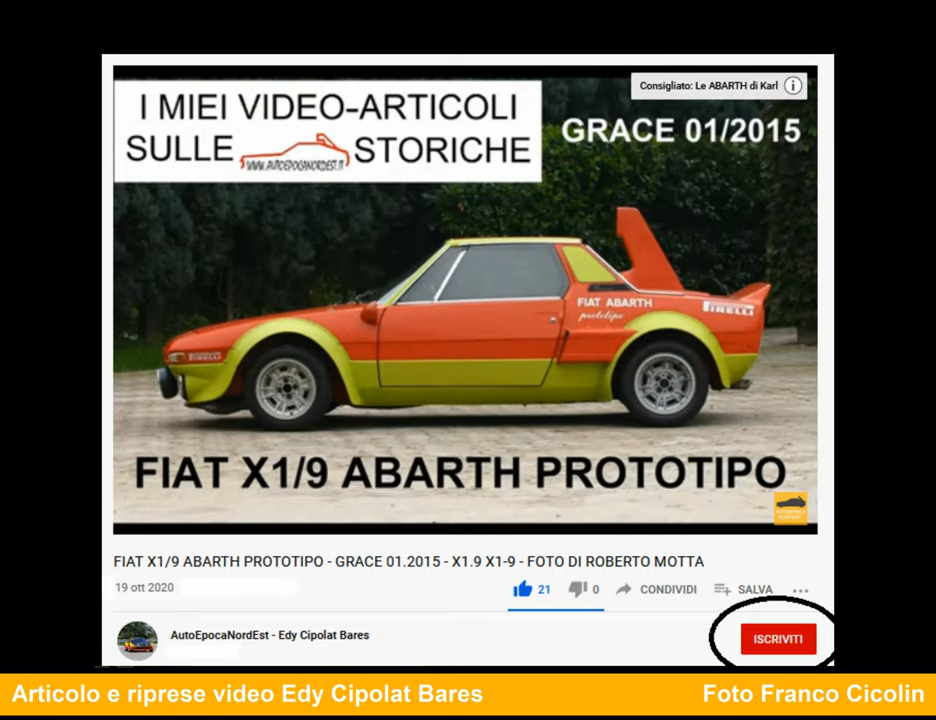 I MIEI VIDEO-ARTICOLI
SULLE STORICHE
WWW.AUTOEPOCANORDEST.IT
Consigliato: Le ABARTH di Karl
GRACE 01/2015
FIAT ABARTH
prototipo
PIRELLI
PIRELLI
FIAT X1/9 ABARTH PROTOTIPO
AUTOEPOCA
NORDEST
FIAT X1/9 ABARTH PROTOTIPO - GRACE 01.2015 - X1.9 X1-9 - FOTO DI ROBERTO MOTTA
19 ott 2020
21 0 CONDIVIDI SALVA
AutoEpocaNordEst - Edy Cipolat Bares
ISCRIVITI
Articolo e riprese video Edy Cipolat Bares
Foto Franco Cicolin